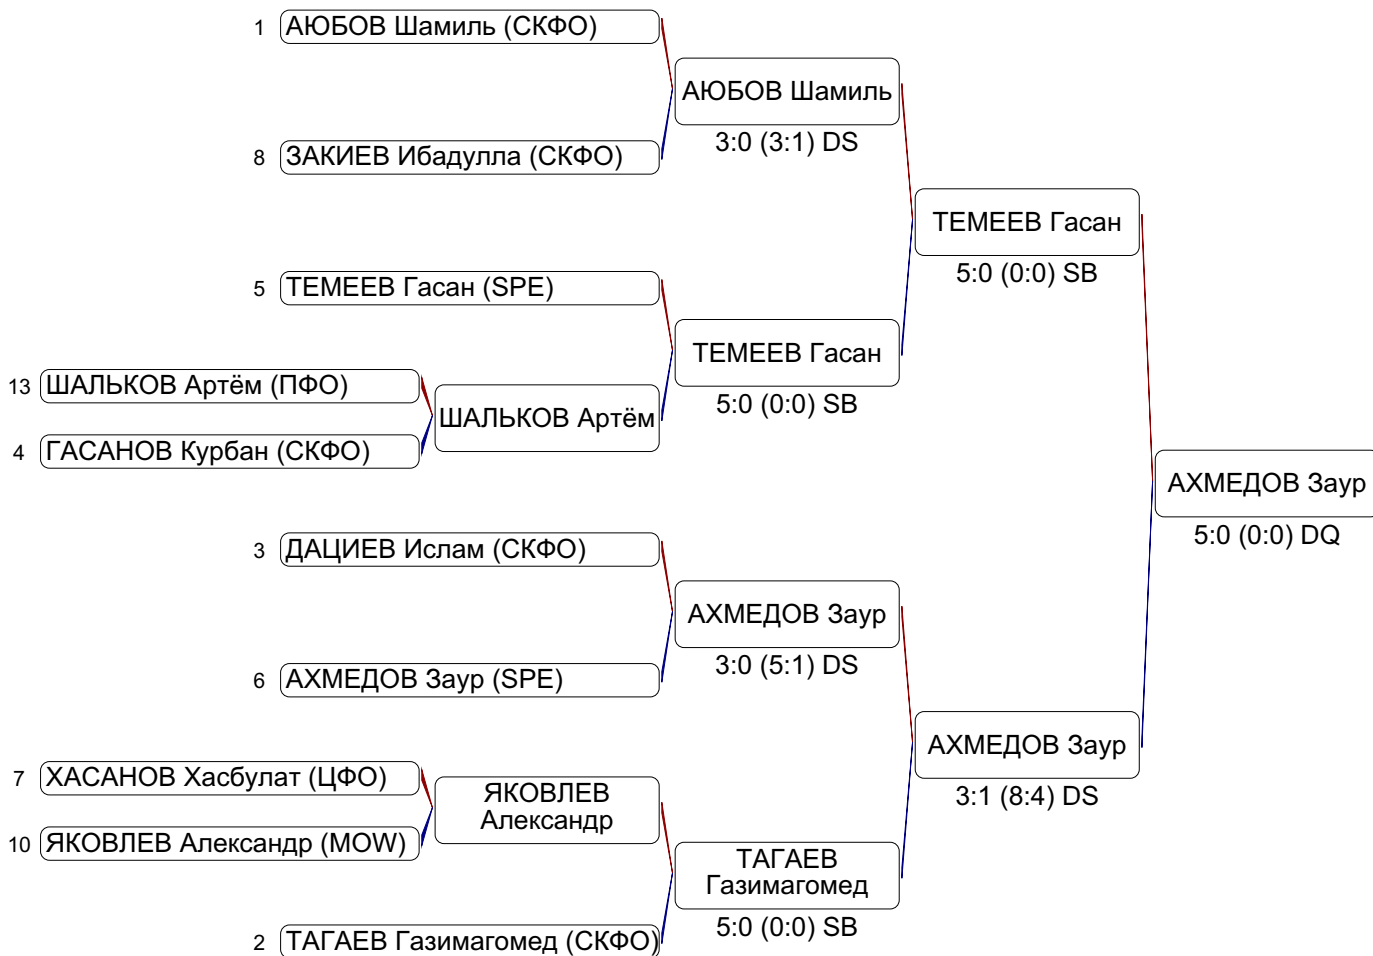 1 АЮБОВ Шамиль (СКФО)
АЮБОВ Шамиль
3:0 (3:1) DS
8 ЗАКИЕВ Ибадулла (СКФО)
ТЕМЕЕВ Гасан
5:0 (0:0) SB
5 ТЕМЕЕВ Гасан (SPE)
ТЕМЕЕВ Гасан
5:0 (0:0) SB
13 ШАЛЬКОВ Артём (ПФО)
ШАЛЬКОВ Артём
4 ГАСАНОВ Курбан (СКФО)
АХМЕДОВ Заур
5:0 (0:0) DQ
3 ДАЦИЕВ Ислам (СКФО)
АХМЕДОВ Заур
3:0 (5:1) DS
6 АХМЕДОВ Заур (SPE)
АХМЕДОВ Заур
3:1 (8:4) DS
7 ХАСАНОВ Хасбулат (ЦФО)
ЯКОВЛЕВ
Александр
10 ЯКОВЛЕВ Александр (MOW)
ТАГАЕВ
Газимагомед
5:0 (0:0) SB
2 ТАГАЕВ Газимагомед (СКФО)